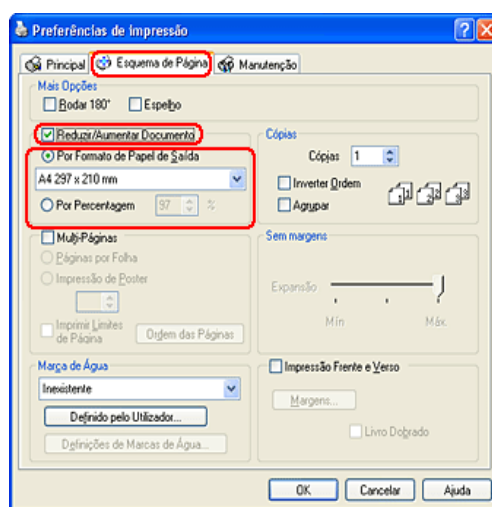 Preferências de impressão
Principal Esquema de Página Manutenção
Mais Opções
Rodar 180° Espelho
Reduzir/Aumentar Documento
Por Formato de Papel de Saída
A4 297 x 210 mm
Por Percentagem 97 %
Cópias
Cópias 1
Inverter Ordem
Agrupar
Multi-Páginas
Páginas por Folha
Impressão de Poster
Imprimir Limites de Página
Ordem das Páginas
Sem margens
Expansão
Mín Máx.
Marca de Água
Inexistente
Definido pelo Utilizador...
Definições de Marcas de Água...
Impressão Frente e Verso
Margens...
Livro Dobrado
OK Cancelar Ajuda